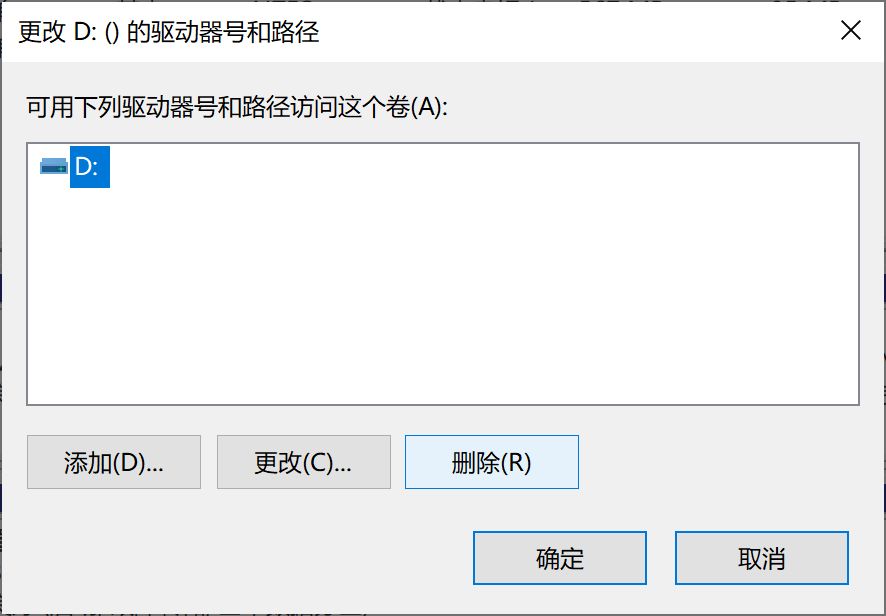 更改 D: () 的驱动器号和路径
可用下列驱动器号和路径访问这个卷(A):
D:
添加(D)...
更改(C)...
删除(R)
确定
取消